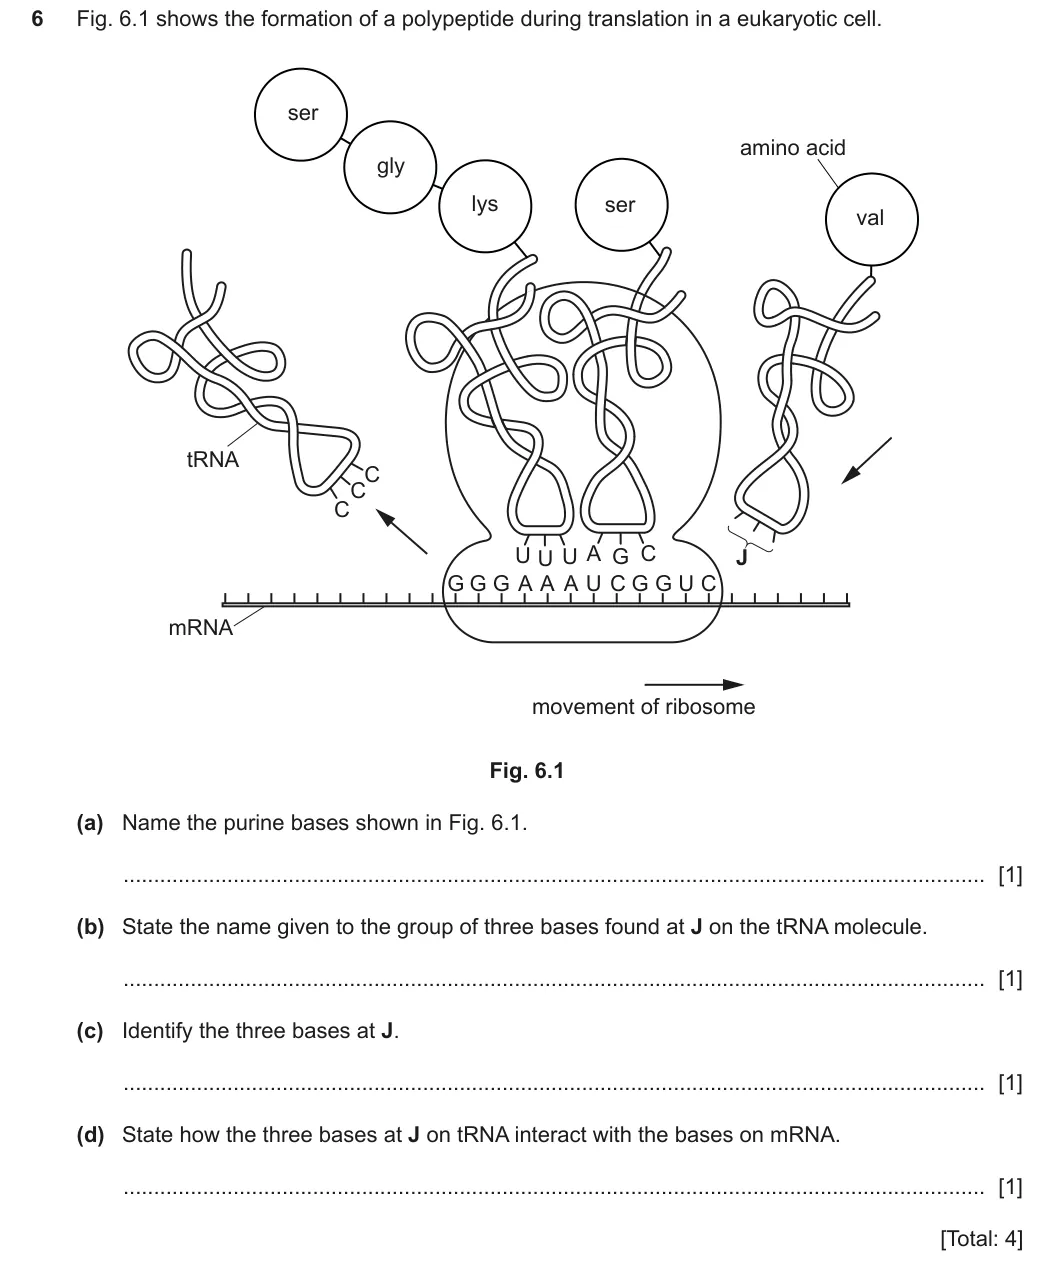 6 Fig. 6.1 shows the formation of a polypeptide during translation in a eukaryotic cell.
ser
gly
lys
ser
amino acid
val
tRNA
C
C
C
J
U U U A G C
G G G A A A U C G G U C
mRNA
movement of ribosome
Fig. 6.1
(a) Name the purine bases shown in Fig. 6.1.
.................................................................................................................................................. [1]
(b) State the name given to the group of three bases found at J on the tRNA molecule.
.................................................................................................................................................. [1]
(c) Identify the three bases at J.
.................................................................................................................................................. [1]
(d) State how the three bases at J on tRNA interact with the bases on mRNA.
.................................................................................................................................................. [1]
[Total: 4]